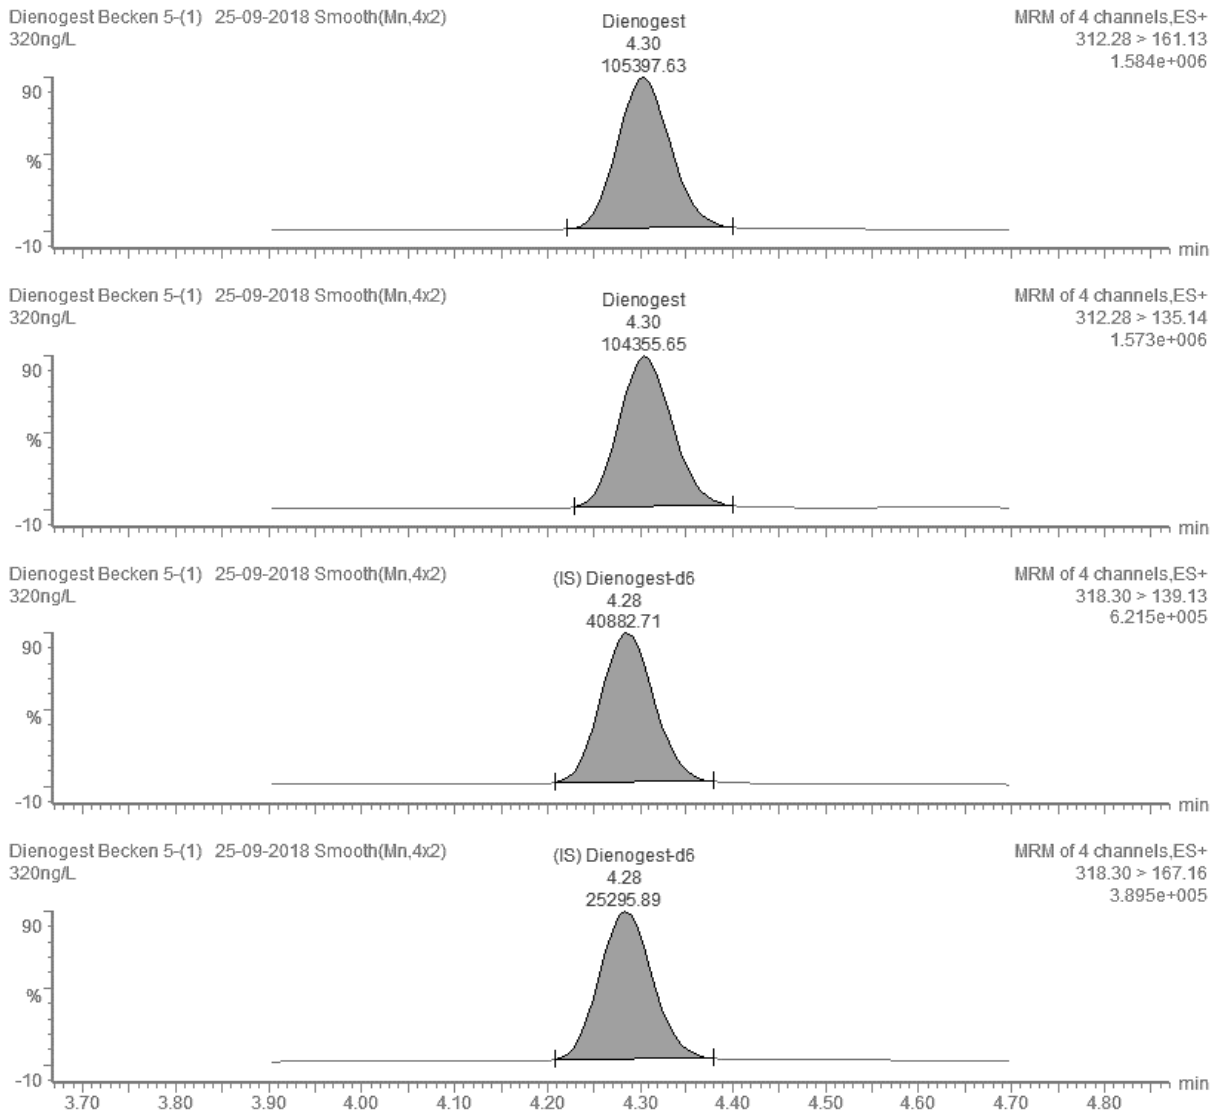 Dienogest Becken 5-(1) 25-09-2018 Smooth(Mn,4x2)
320ng/L
Dienogest
4.30
105397.63
MRM of 4 channels,ES+
312.28 > 161.13
1.584e+006
90
%
-10
min
Dienogest Becken 5-(1) 25-09-2018 Smooth(Mn,4x2)
320ng/L
Dienogest
4.30
104355.65
MRM of 4 channels,ES+
312.28 > 135.14
1.573e+006
90
%
-10
min
Dienogest Becken 5-(1) 25-09-2018 Smooth(Mn,4x2)
320ng/L
(IS) Dienogest-d6
4.28
40882.71
MRM of 4 channels,ES+
318.30 > 139.13
6.215e+005
90
%
-10
min
Dienogest Becken 5-(1) 25-09-2018 Smooth(Mn,4x2)
320ng/L
(IS) Dienogest-d6
4.28
25295.89
MRM of 4 channels,ES+
318.30 > 167.16
3.895e+005
90
%
-10
min
3.70 3.80 3.90 4.00 4.10 4.20 4.30 4.40 4.50 4.60 4.70 4.80